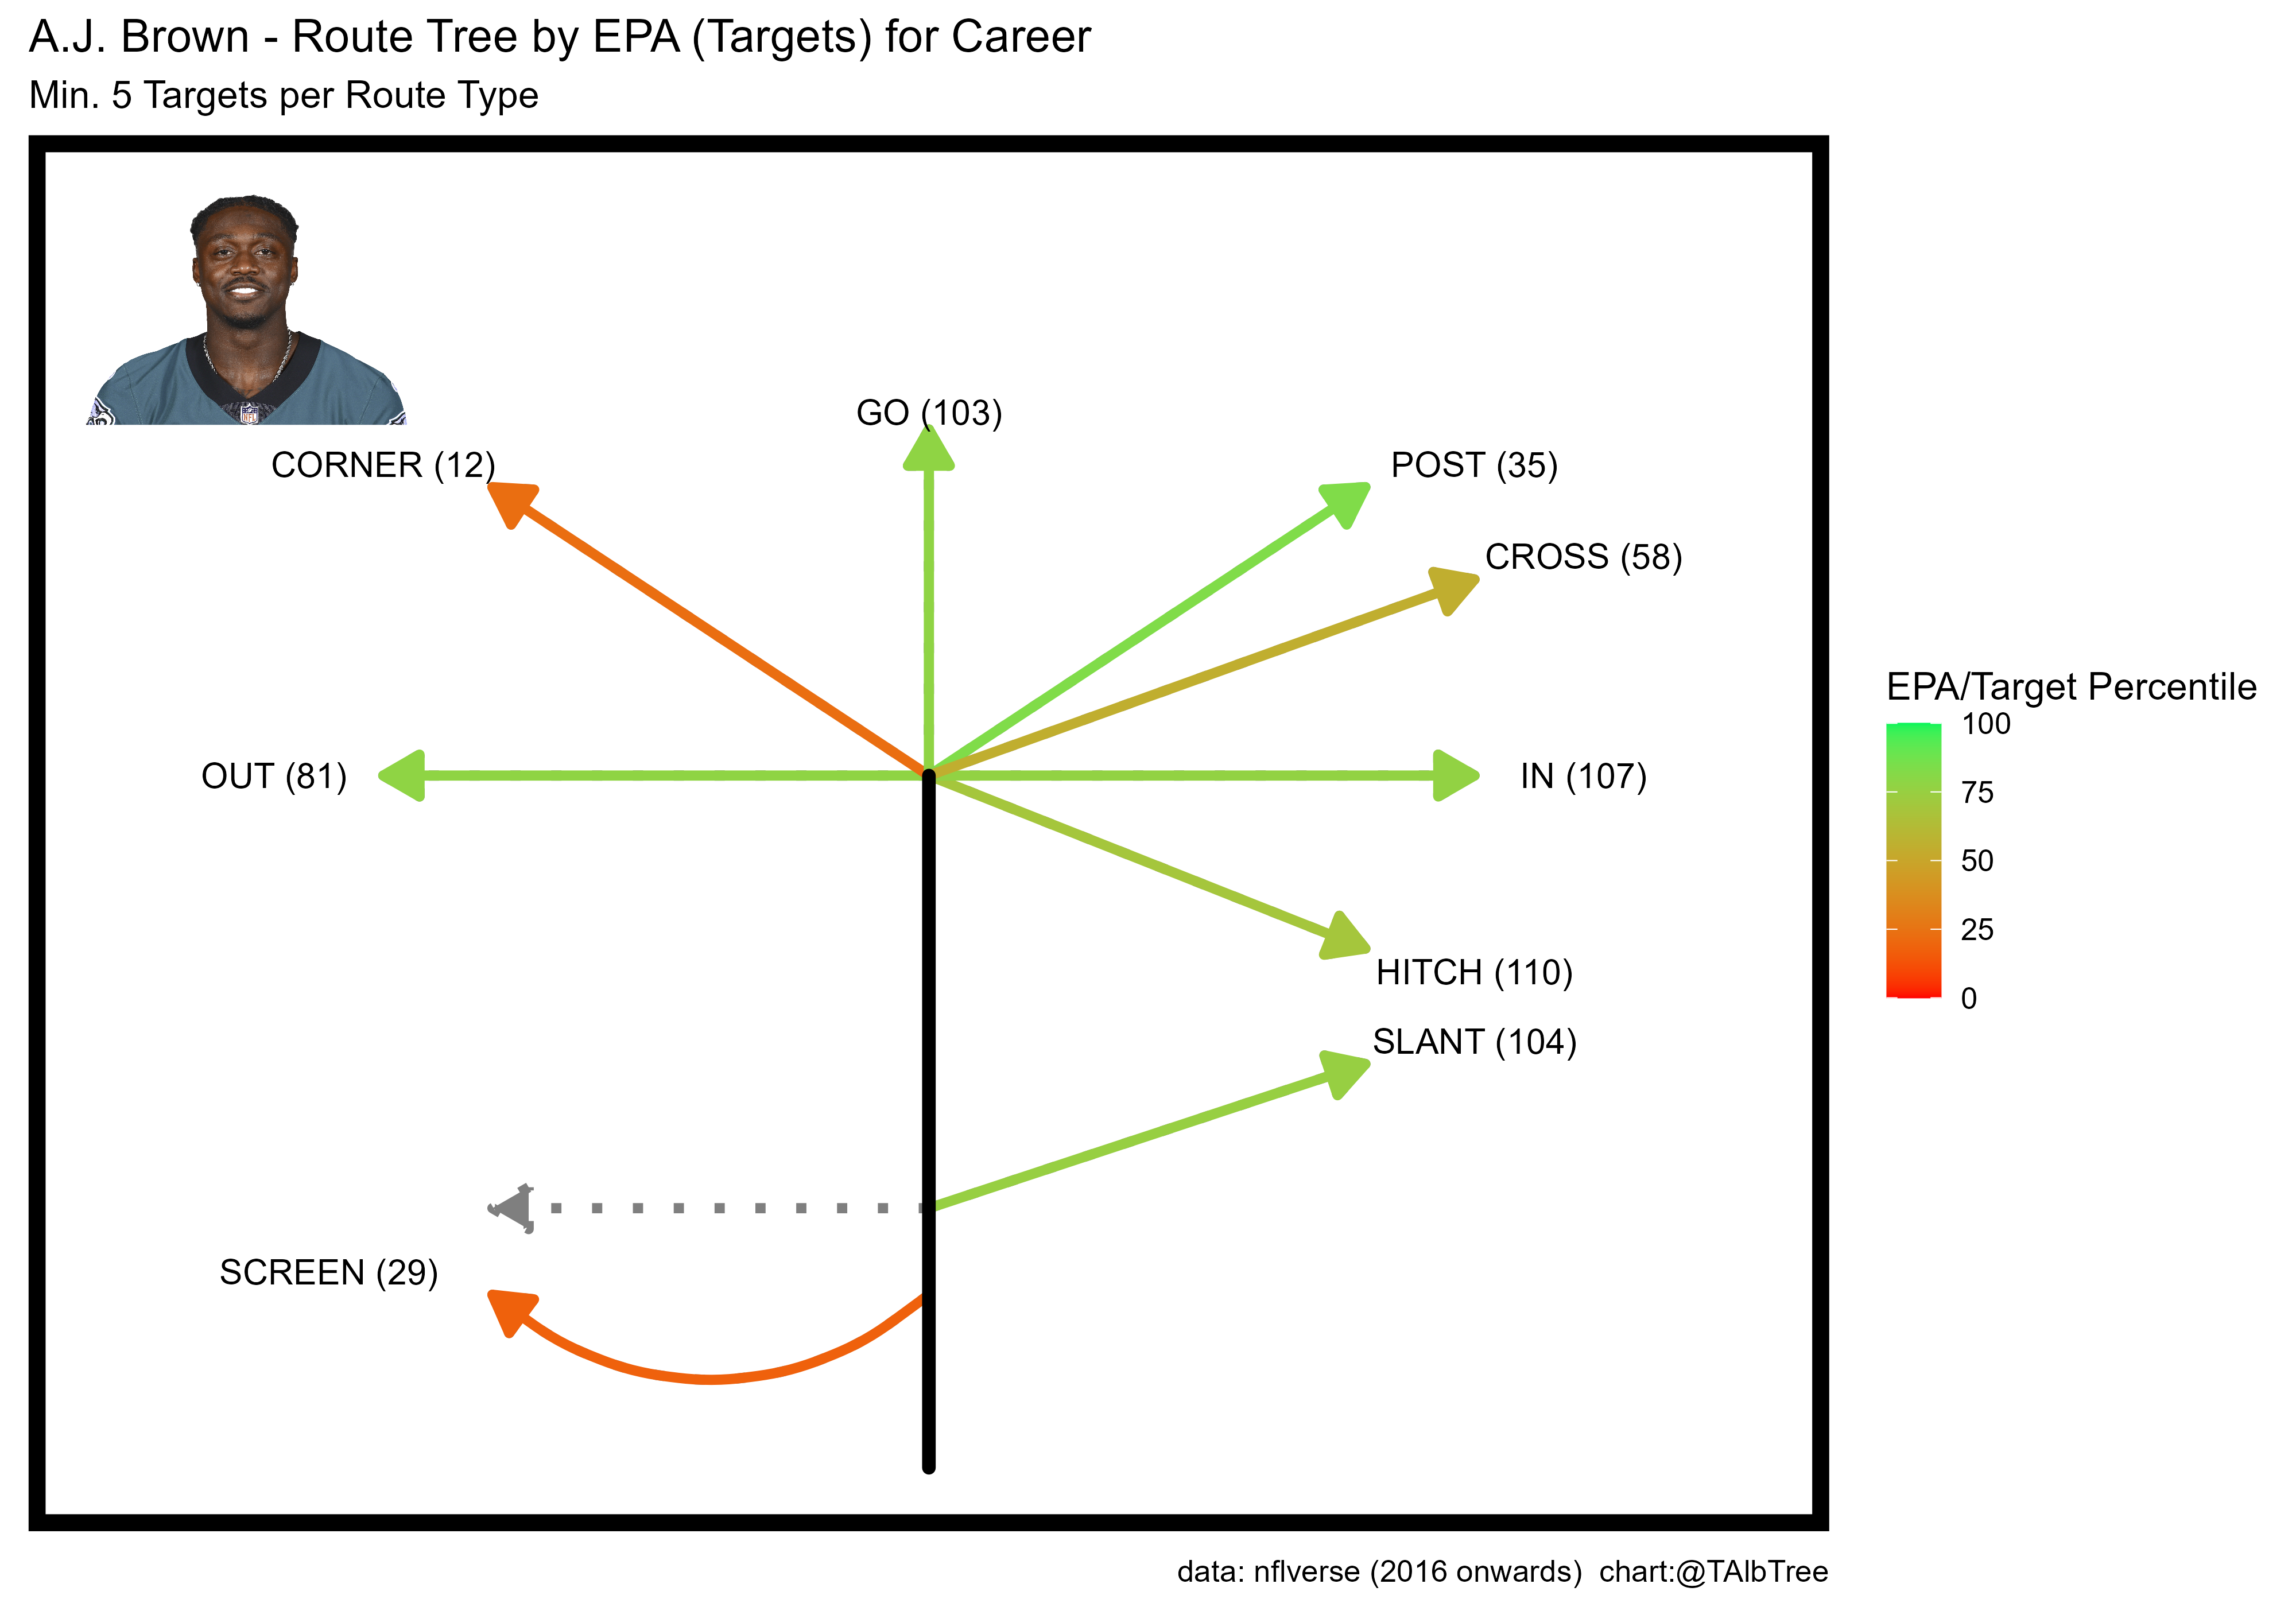 A.J. Brown - Route Tree by EPA (Targets) for Career
Min. 5 Targets per Route Type
GO (103)
CORNER (12)
POST (35)
CROSS (58)
OUT (81)
IN (107)
HITCH (110)
SLANT (104)
SCREEN (29)
EPA/Target Percentile
100
75
50
25
0
NFL
data: nflverse (2016 onwards)  chart:@TAlbTree